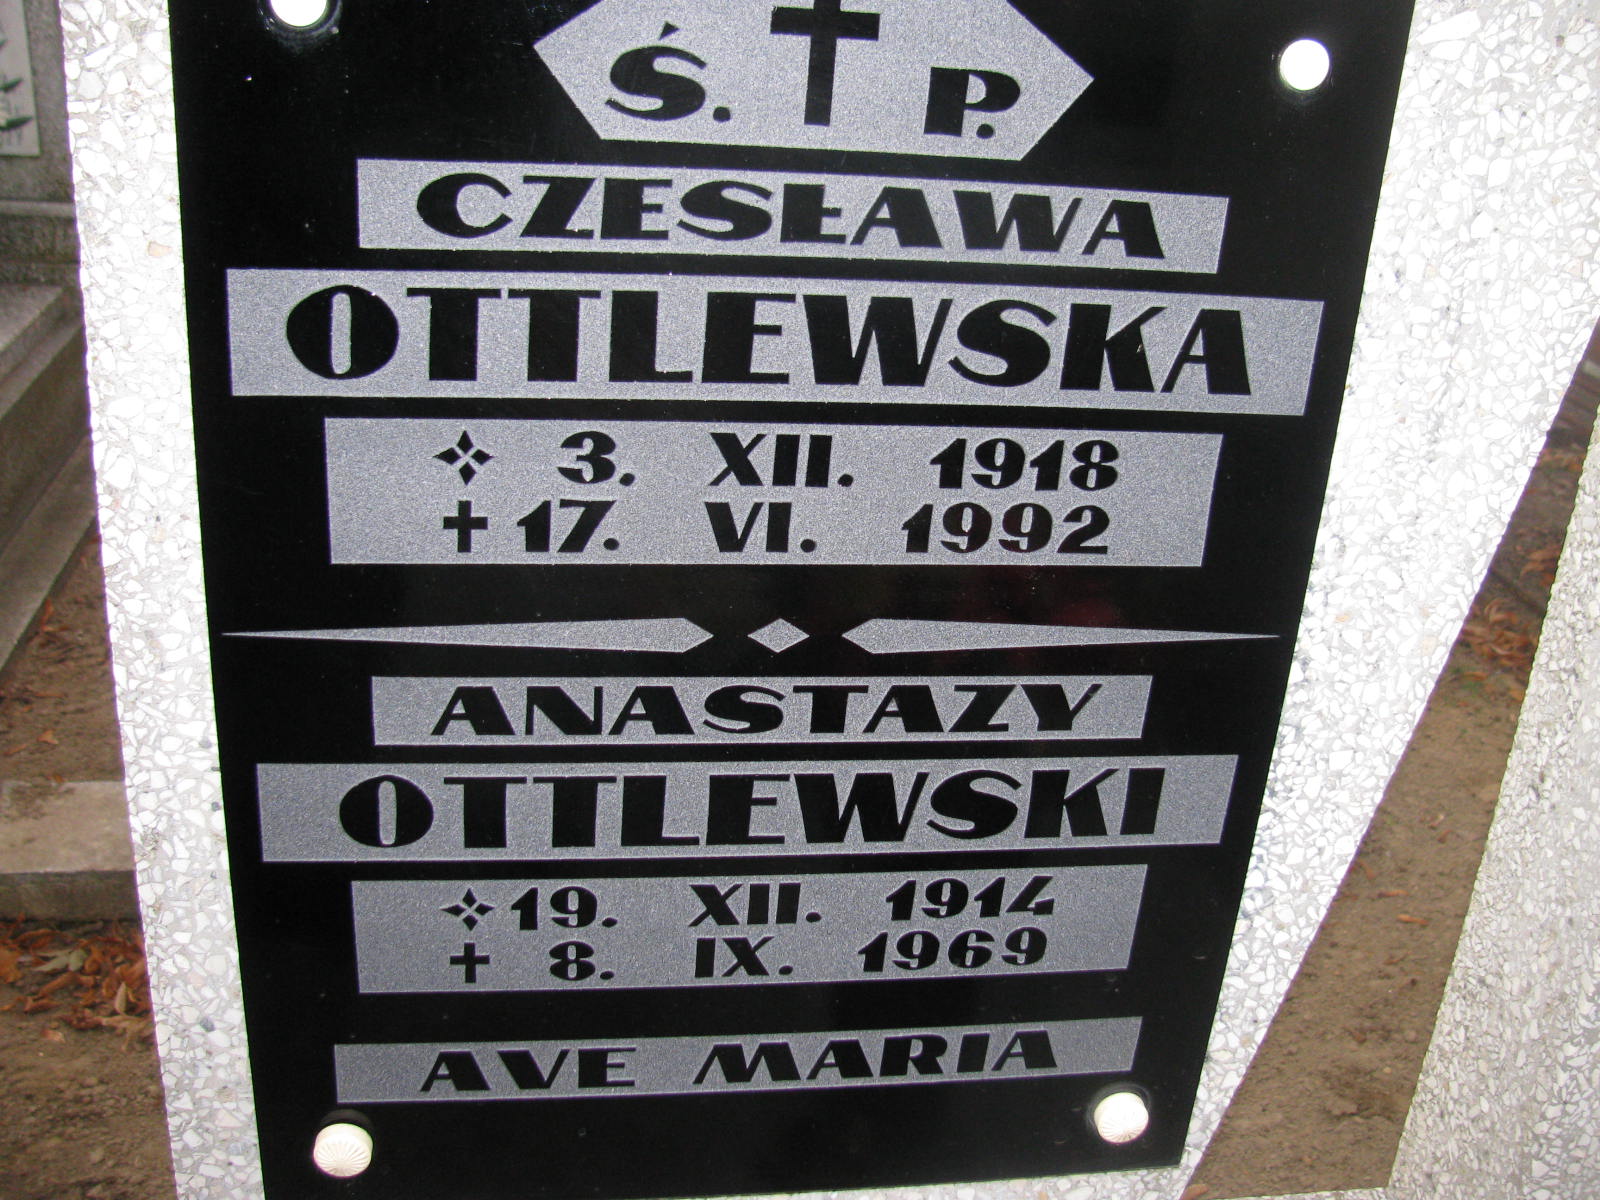 Ś. P.
CZESŁAWA
OTTLEWSKA
3. XII. 1918
17. VI. 1992
ANASTAZY
OTTLEWSKI
19. XII. 1914
8. IX. 1969
AVE MARIA